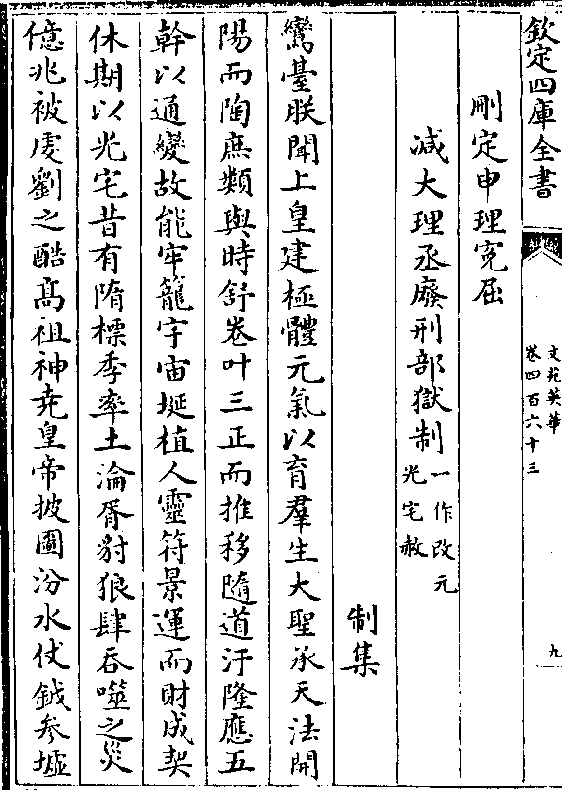 欽定四庫全書
文苑英華
卷四百六十三
九
刪定申理寃屈
減大理丞廢刑部獄制
一作改元
光宅赦
制集
鸞臺朕聞上皇建極體元氣以育羣生大聖承天法開
陽而陶庶類與時舒卷叶三正而推移隨道汙隆應五
幹以通變故能牢籠宇宙埏植人靈符景運而財成契
休期以光宅昔有隋標季率土淪胥豺狼肆吞噬之災
億兆被虔劉之酷髙祖神堯皇帝披圖汾水仗鉞參墟